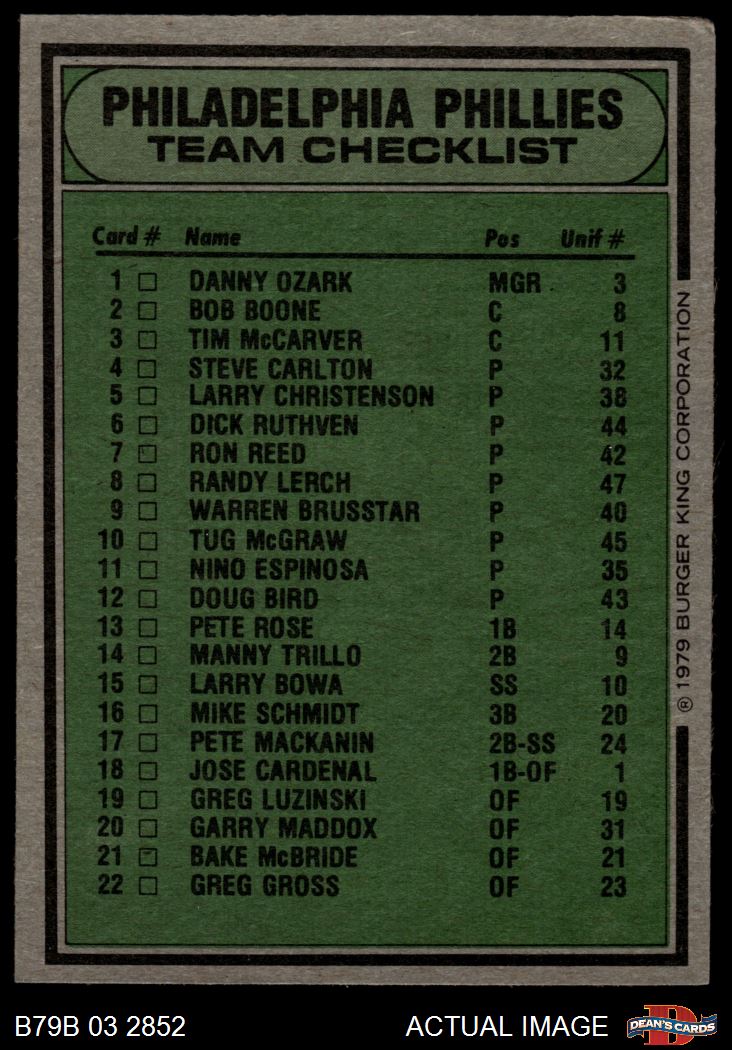 PHILADELPHIA PHILLIES
TEAM CHECKLIST
Card # Name Pos Unif #
1 DANNY OZARK MGR 3
2 BOB BOONE C 8
3 TIM McCARVER C 11
4 STEVE CARLTON P 32
5 LARRY CHRISTENSON P 38
6 DICK RUTHVEN P 44
7 RON REED P 42
8 RANDY LERCH P 47
9 WARREN BRUSSTAR P 40
10 TUG McGRAW P 45
11 NINO ESPINOSA P 35
12 DOUG BIRD P 43
13 PETE ROSE 1B 14
14 MANNY TRILLO 2B 9
15 LARRY BOWA SS 10
16 MIKE SCHMIDT 3B 20
17 PETE MACKANIN 2B-SS 24
18 JOSE CARDENAL 1B-OF 1
19 GREG LUZINSKI OF 19
20 GARRY MADDOX OF 31
21 BAKE McBRIDE OF 21
22 GREG GROSS OF 23
® 1979 BURGER KING CORPORATION
B79B 03 2852 ACTUAL IMAGE
D
DEAN'S CARDS